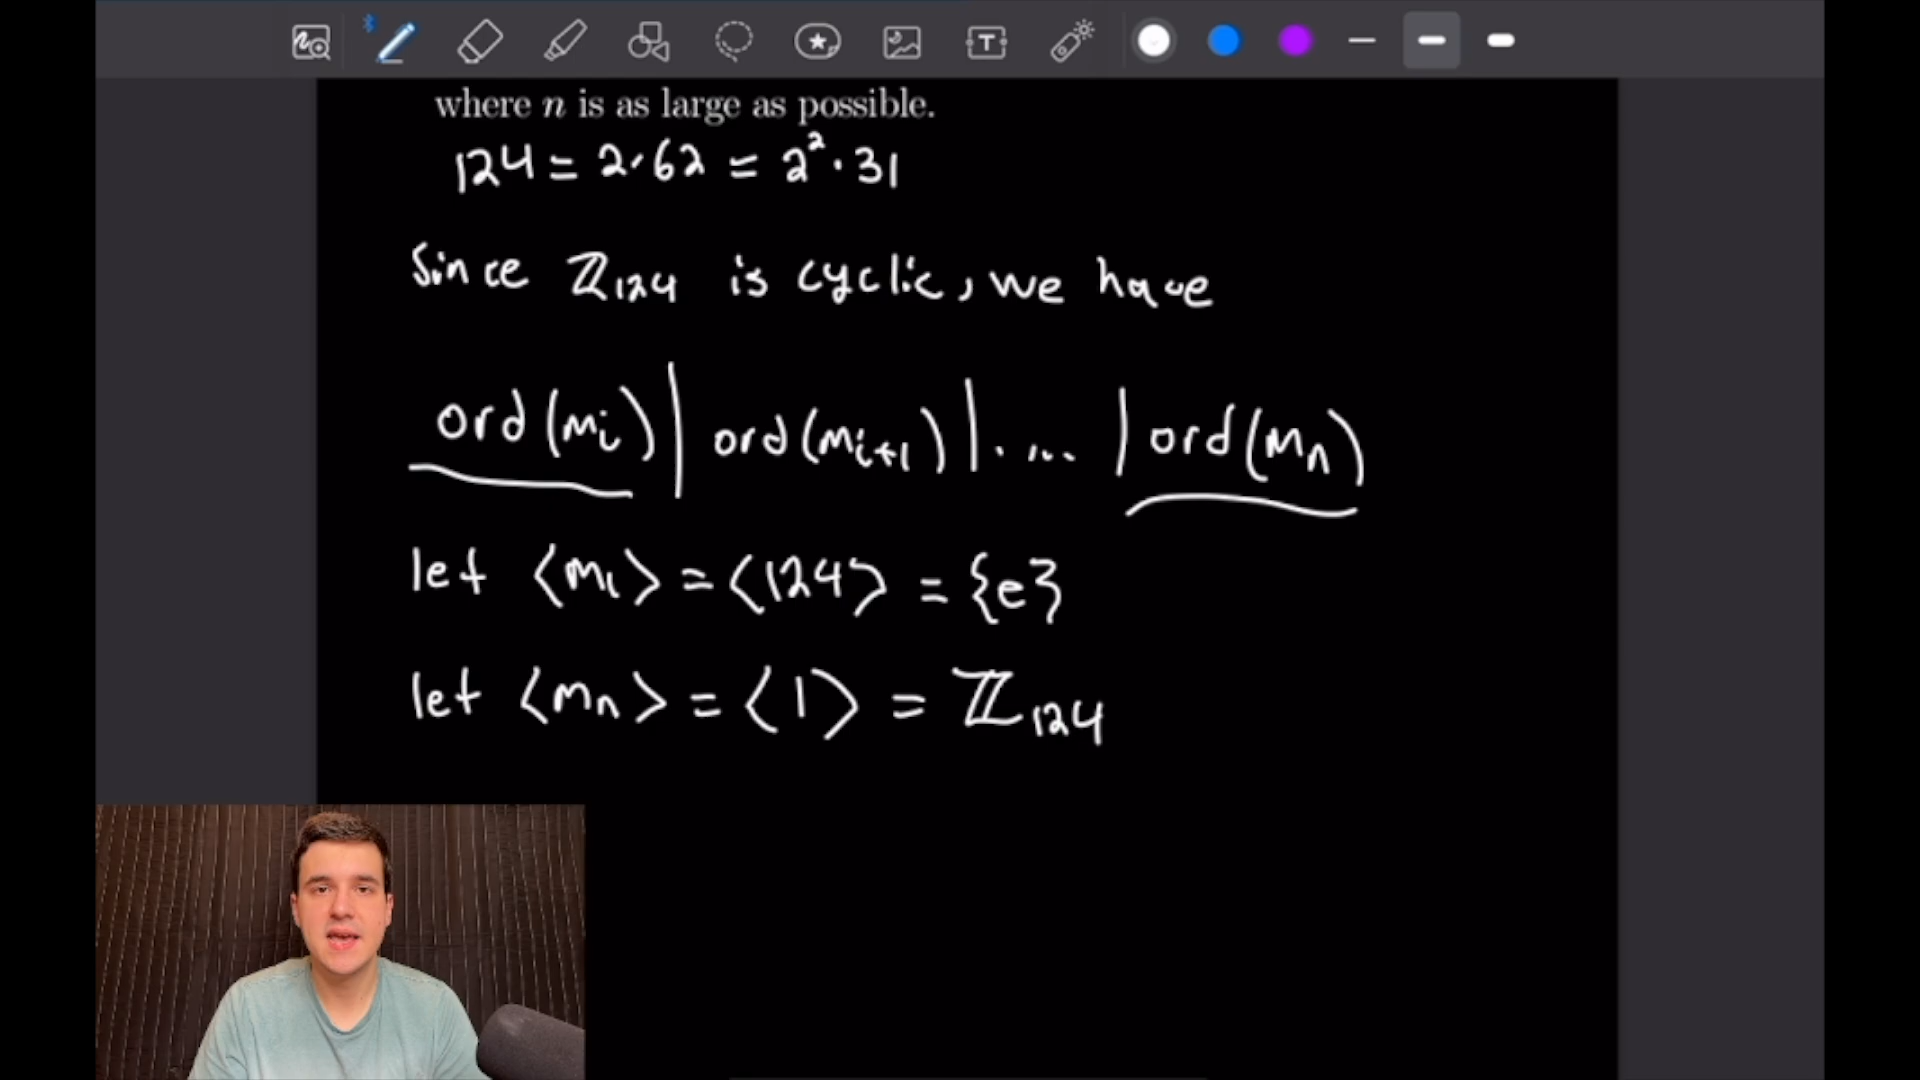 where n is as large as possible.
124 = 2·62 = 2²·31
Since ℤ₁₂₄ is cyclic, we have
ord(mᵢ) | ord(mᵢ₊₁) | .... | ord(mₙ)
let ⟨m₁⟩ = ⟨124⟩ = {e}
let ⟨mₙ⟩ = ⟨1⟩ = ℤ₁₂₄